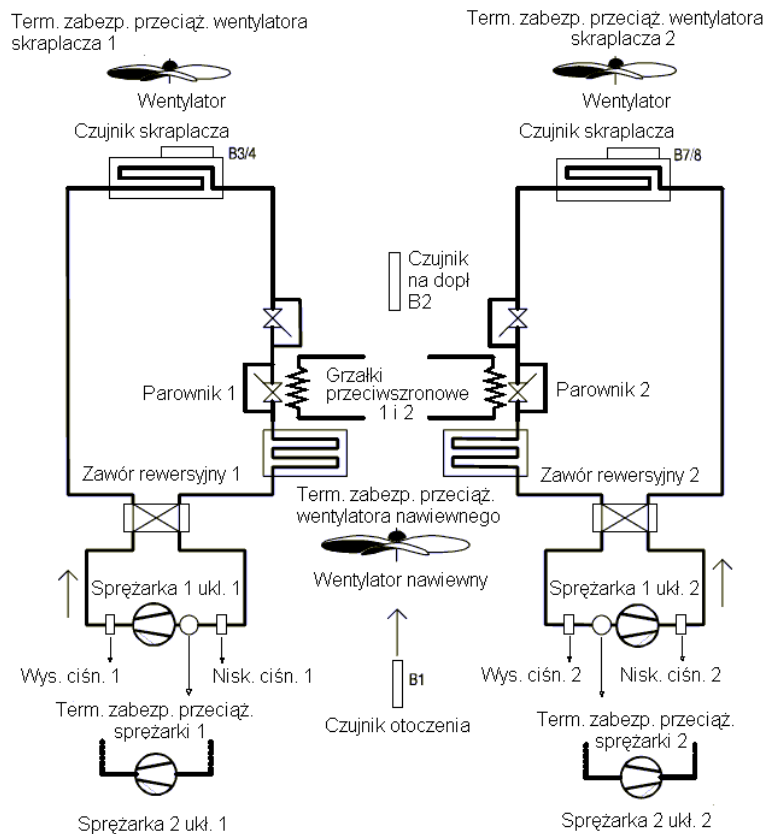 Term. zabezp. przeciąż. wentylatora
skraplacza 1
Term. zabezp. przeciąż. wentylatora
skraplacza 2
Wentylator
Wentylator
Czujnik skraplacza
Czujnik skraplacza
B3/4
B7/8
Czujnik
na dopł
B2
Parownik 1
Grzałki
przeciwszronowe
1 i 2
Parownik 2
Zawór rewersyjny 1
Zawór rewersyjny 2
Term. zabezp. przeciąż.
wentylatora nawiewnego
Wentylator nawiewny
Sprężarka 1 ukł. 1
Sprężarka 1 ukł. 2
Wys. ciśn. 1
Nisk. ciśn. 1
B1
Wys. ciśn. 2
Nisk. ciśn. 2
Czujnik otoczenia
Term. zabezp. przeciąż.
sprężarki 1
Term. zabezp. przeciąż.
sprężarki 2
Sprężarka 2 ukł. 1
Sprężarka 2 ukł. 2